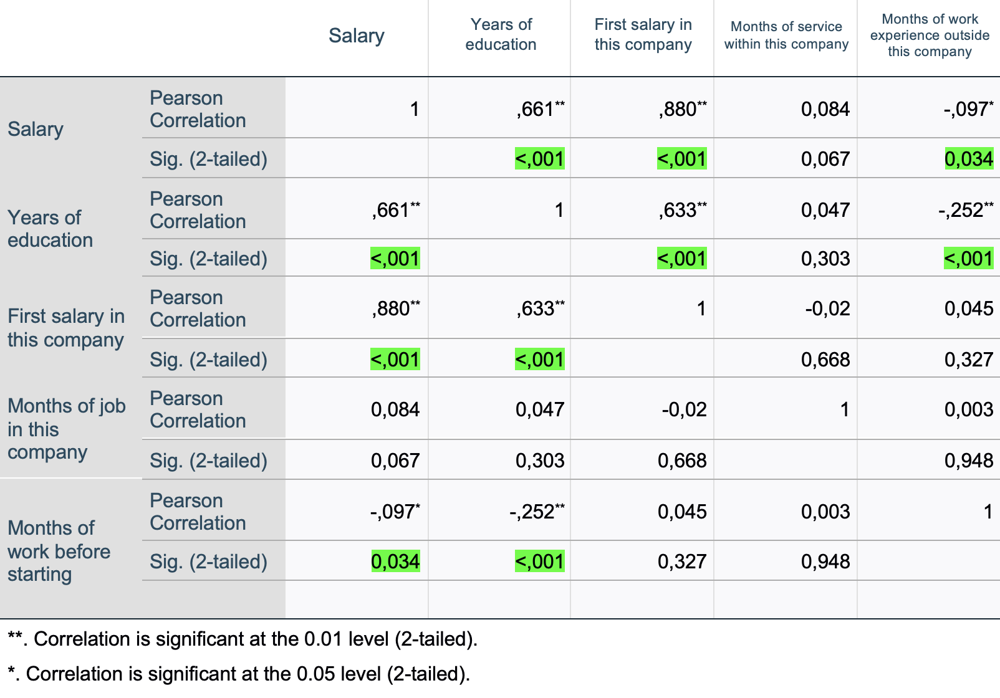 Salary
Years of education
First salary in this company
Months of service within this company
Months of work experience outside this company
Salary
Pearson Correlation 1 ,661** ,880** 0,084 -,097*
Sig. (2-tailed) <,001 <,001 0,067 0,034
Years of education
Pearson Correlation ,661** 1 ,633** 0,047 -,252**
Sig. (2-tailed) <,001 <,001 0,303 <,001
First salary in this company
Pearson Correlation ,880** ,633** 1 -0,02 0,045
Sig. (2-tailed) <,001 <,001 0,668 0,327
Months of job in this company
Pearson Correlation 0,084 0,047 -0,02 1 0,003
Sig. (2-tailed) 0,067 0,303 0,668 0,948
Months of work before starting
Pearson Correlation -,097* -,252** 0,045 0,003 1
Sig. (2-tailed) 0,034 <,001 0,327 0,948
**. Correlation is significant at the 0.01 level (2-tailed).
*. Correlation is significant at the 0.05 level (2-tailed).